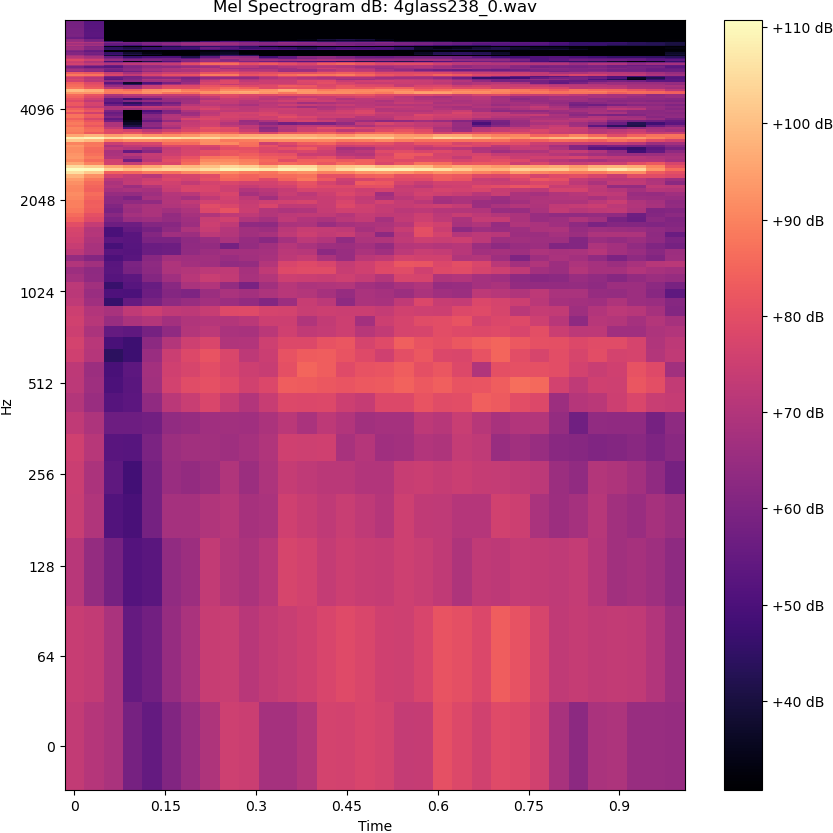 Mel Spectrogram dB: 4glass238_0.wav
+110 dB
4096
+100 dB
2048
+90 dB
1024
+80 dB
512
Hz
+70 dB
256
+60 dB
128
+50 dB
64
+40 dB
0
0 0.15 0.3 0.45 0.6 0.75 0.9
Time